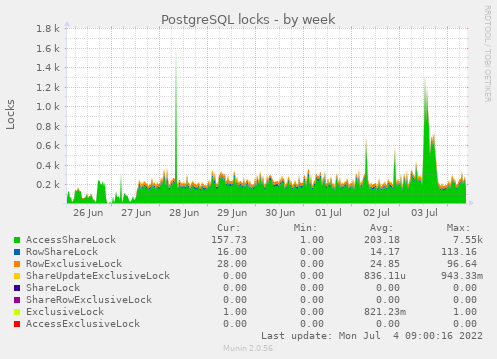 PostgreSQL locks - by week
RRDTOOL / TOBI OETIKER
Locks
1.8 k
1.6 k
1.4 k
1.2 k
1.0 k
0.8 k
0.6 k
0.4 k
0.2 k
26 Jun 27 Jun 28 Jun 29 Jun 30 Jun 01 Jul 02 Jul 03 Jul
Cur: Min: Avg: Max:
AccessShareLock 157.73 1.00 203.18 7.55k
RowShareLock 16.00 0.00 14.17 113.16
RowExclusiveLock 28.00 0.00 24.85 96.64
ShareUpdateExclusiveLock 0.00 0.00 836.11u 943.33m
ShareLock 0.00 0.00 0.00 0.00
ShareRowExclusiveLock 0.00 0.00 0.00 0.00
ExclusiveLock 1.00 0.00 821.23m 1.00
AccessExclusiveLock 0.00 0.00 0.00 0.00
Last update: Mon Jul 4 09:00:16 2022
Munin 2.0.56